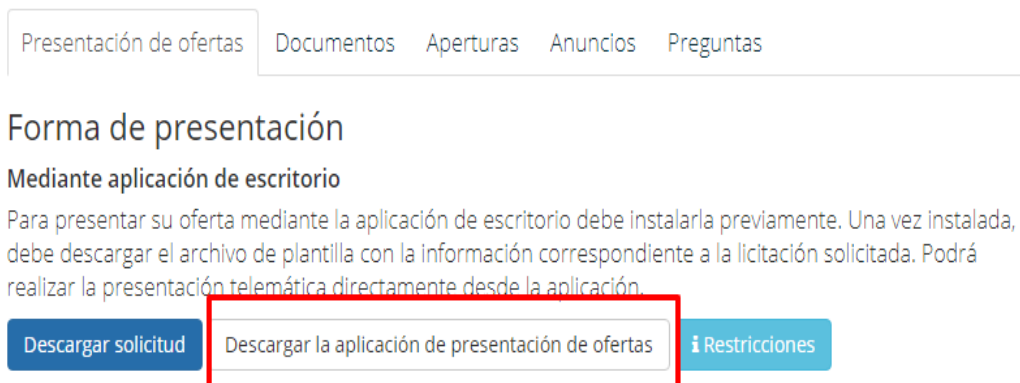 Presentación de ofertas Documentos Aperturas Anuncios Preguntas
Forma de presentación
Mediante aplicación de escritorio
Para presentar su oferta mediante la aplicación de escritorio debe instalarla previamente. Una vez instalada,
debe descargar el archivo de plantilla con la información correspondiente a la licitación solicitada. Podrá
realizar la presentación telemática directamente desde la aplicación.
Descargar solicitud Descargar la aplicación de presentación de ofertas i Restricciones